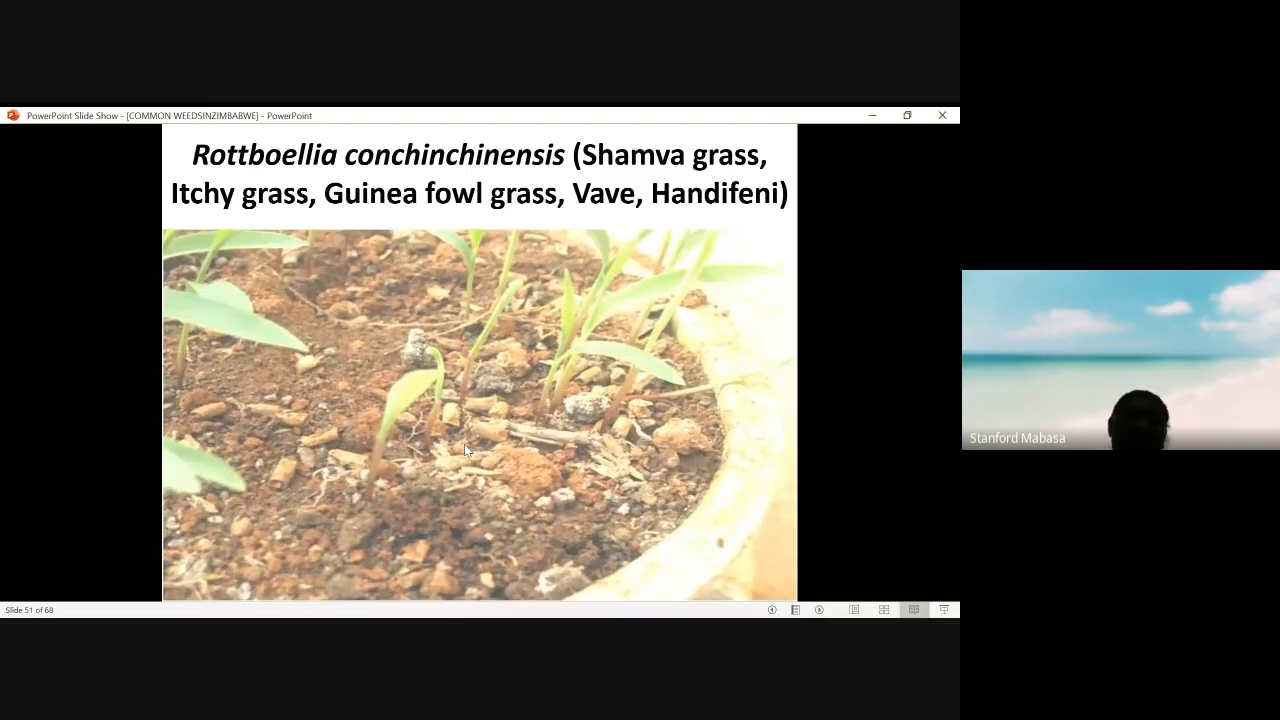 PowerPoint Slide Show - [COMMON WEEDSINZIMBABWE] - PowerPoint
Rottboellia conchinchinensis (Shamva grass,
Itchy grass, Guinea fowl grass, Vave, Handifeni)
Stanford Mabasa
Slide 51 of 68